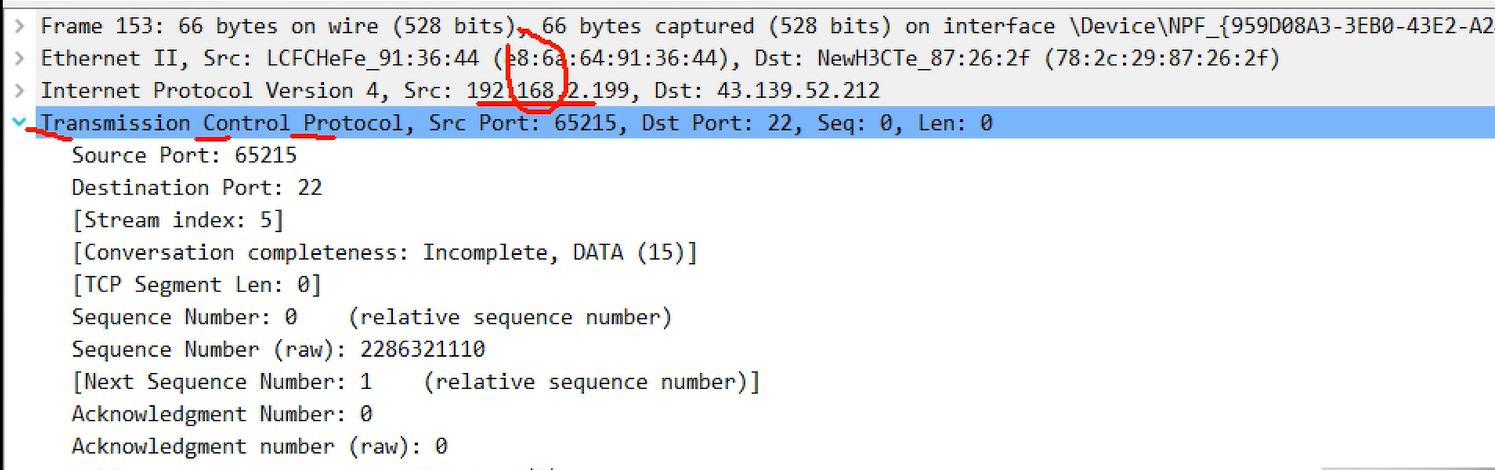 Frame 153: 66 bytes on wire (528 bits), 66 bytes captured (528 bits) on interface \Device\NPF_{959D08A3-3EB0-43E2-A2
Ethernet II, Src: LCFCHeFe_91:36:44 (e8:6a:64:91:36:44), Dst: NewH3CTe_87:26:2f (78:2c:29:87:26:2f)
Internet Protocol Version 4, Src: 192.168.2.199, Dst: 43.139.52.212
Transmission Control Protocol, Src Port: 65215, Dst Port: 22, Seq: 0, Len: 0
Source Port: 65215
Destination Port: 22
[Stream index: 5]
[Conversation completeness: Incomplete, DATA (15)]
[TCP Segment Len: 0]
Sequence Number: 0 (relative sequence number)
Sequence Number (raw): 2286321110
[Next Sequence Number: 1 (relative sequence number)]
Acknowledgment Number: 0
Acknowledgment number (raw): 0